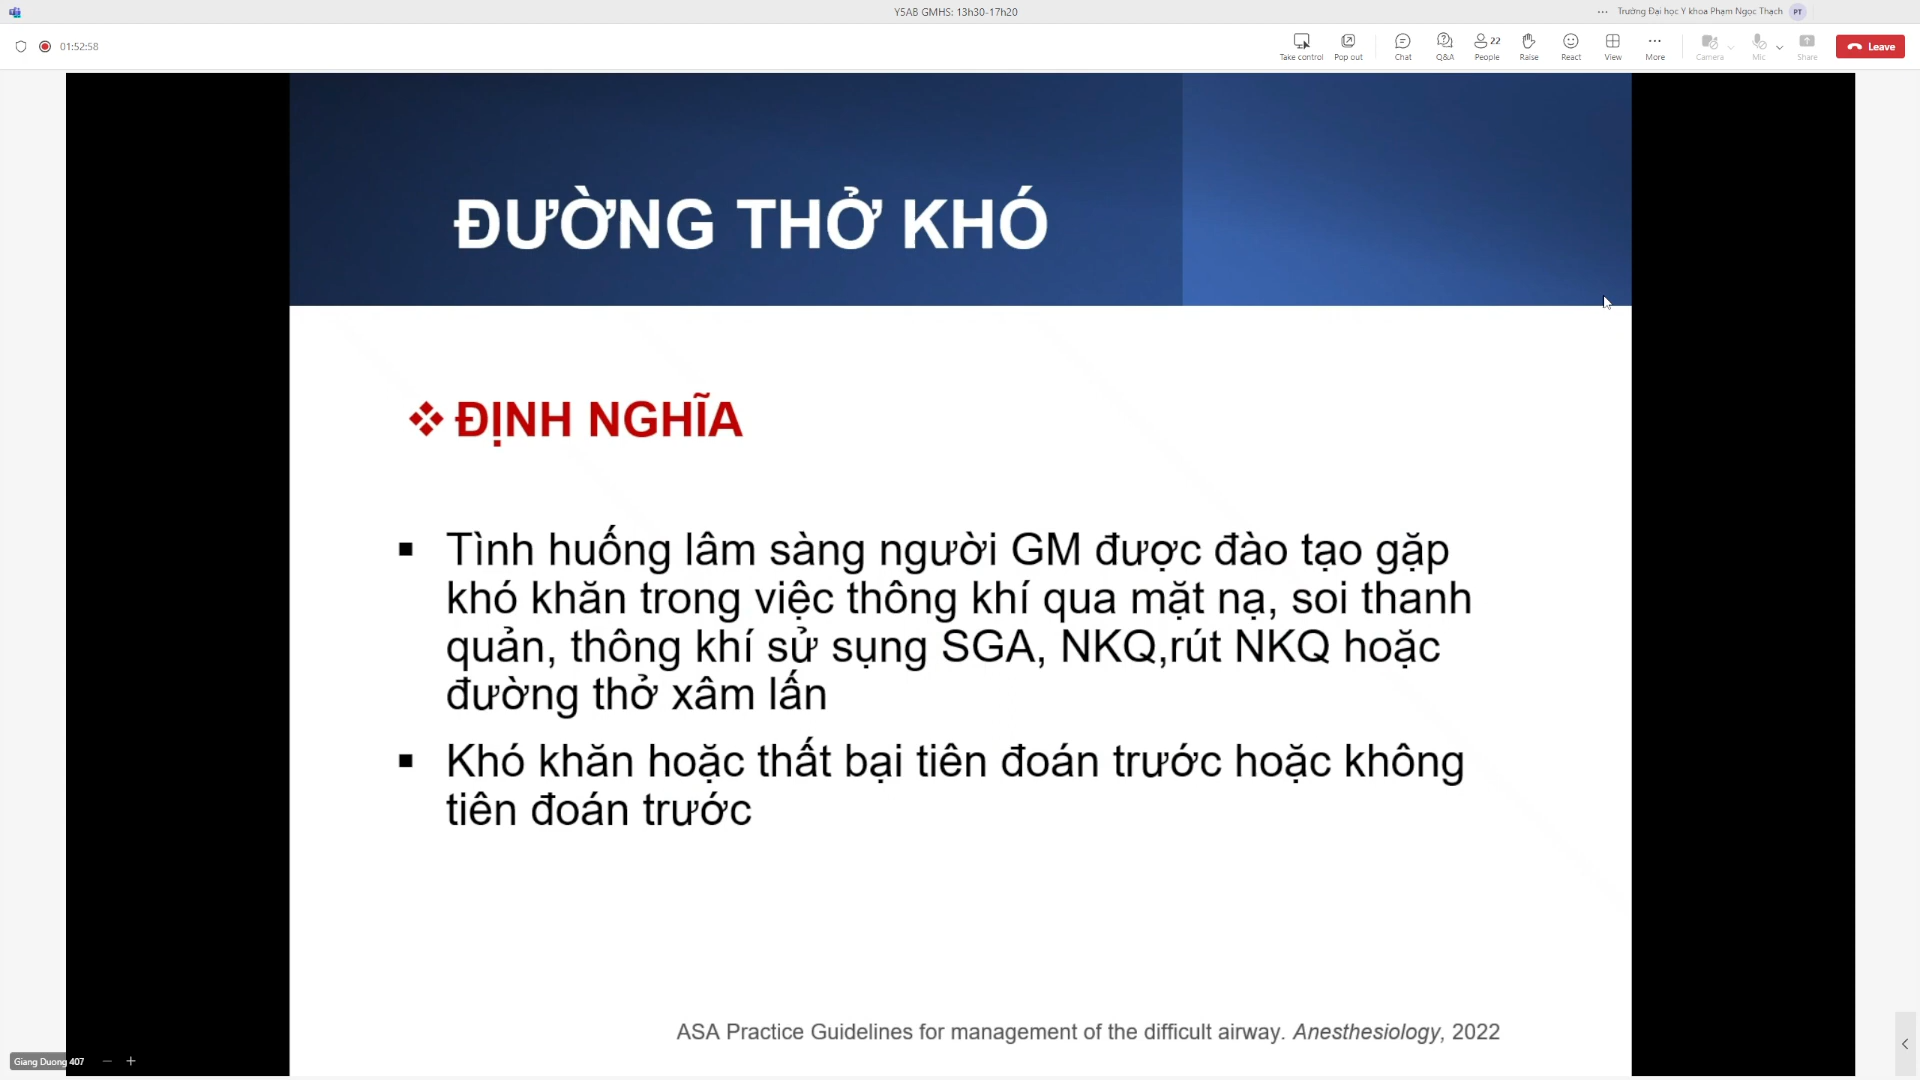 Y5AB GMHS: 13h30-17h20
··· Trường Đại học Y khoa Phạm Ngọc Thạch PT
01:52:58
Take control
Pop out
Chat
Q&A
22
People
Raise
React
View
More
Camera
Mic
Share
Leave
ĐƯỜNG THỞ KHÓ
❖ ĐỊNH NGHĨA
▪ Tình huống lâm sàng người GM được đào tạo gặp
khó khăn trong việc thông khí qua mặt nạ, soi thanh
quản, thông khí sử sụng SGA, NKQ,rút NKQ hoặc
đường thở xâm lấn
▪ Khó khăn hoặc thất bại tiên đoán trước hoặc không
tiên đoán trước
ASA Practice Guidelines for management of the difficult airway. Anesthesiology, 2022
Giang Duong 407